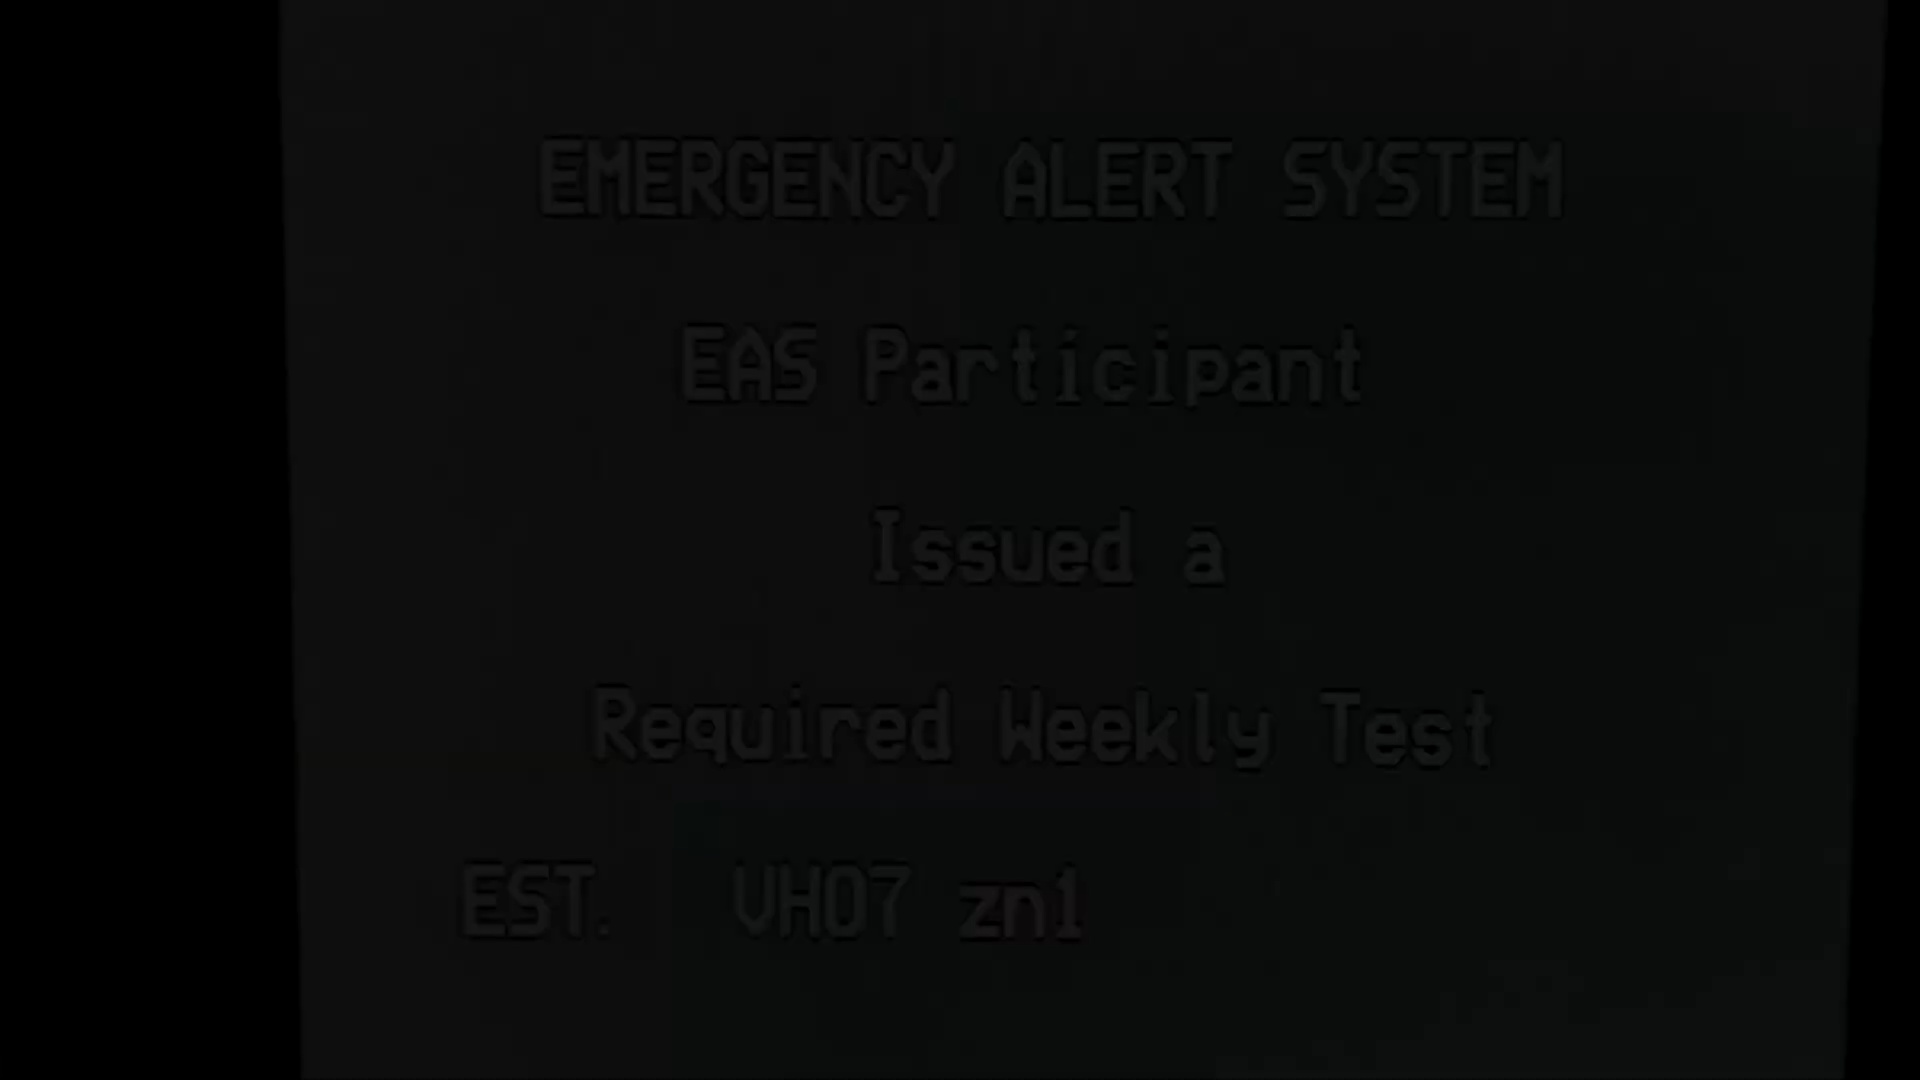 EMERGENCY ALERT SYSTEM
EAS Participant
Issued a
Required Weekly Test
EST. VH07 zn1